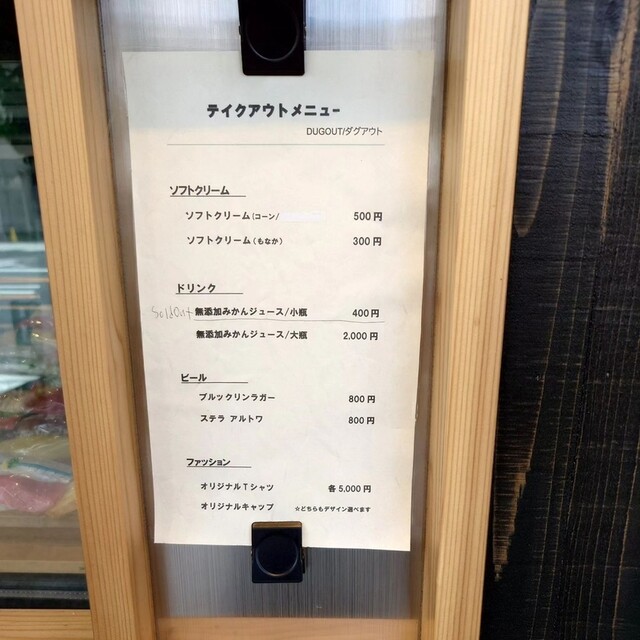 テイクアウトメニュー
DUGOUT/ダグアウト
ソフトクリーム
ソフトクリーム(コーン/ 500円
ソフトクリーム(もなか) 300円
ドリンク
SoldOut 無添加みかんジュース/小瓶 400円
無添加みかんジュース/大瓶 2,000円
ビール
ブルックリンラガー 800円
ステラ アルトワ 800円
ファッション
オリジナルTシャツ 各5,000円
オリジナルキャップ ☆どちらもデザイン選べます